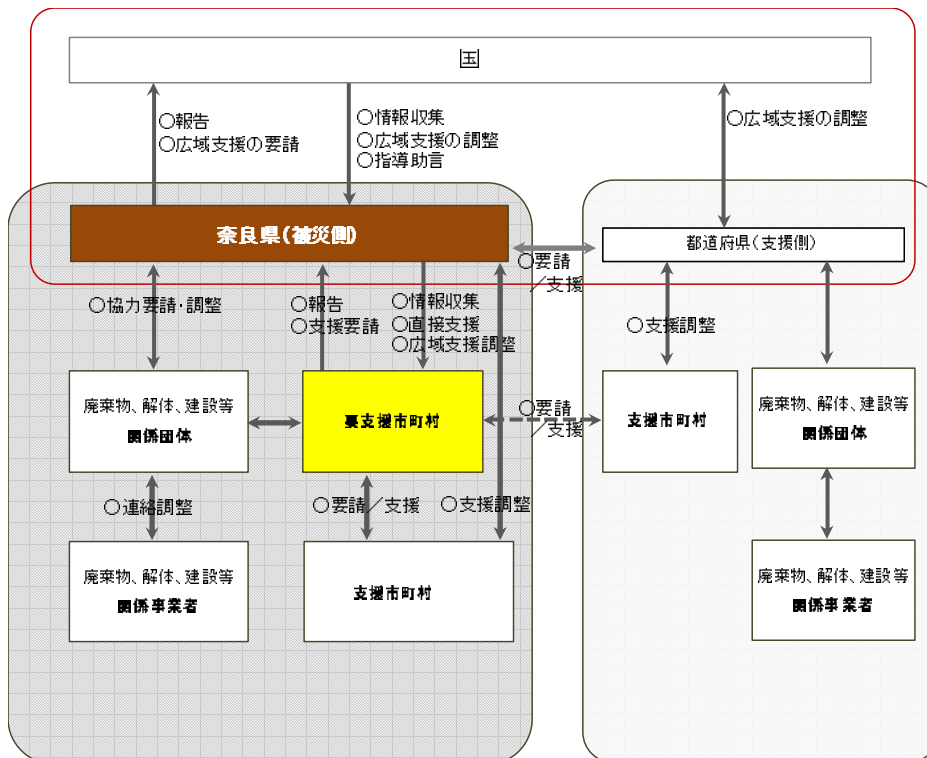 国
○報告
○広域支援の要請
○情報収集
○広域支援の調整
○指導助言
○広域支援の調整
奈良県(被災側)
都道府県(支援側)
○要請
／支援
○協力要請・調整
○報告
○支援要請
○情報収集
○直接支援
○広域支援調整
○支援調整
廃棄物、解体、建設等
関係団体
要支援市町村
○要請
／支援
支援市町村
廃棄物、解体、建設等
関係団体
○連絡調整
○要請／支援
○支援調整
廃棄物、解体、建設等
関係事業者
支援市町村
廃棄物、解体、建設等
関係事業者